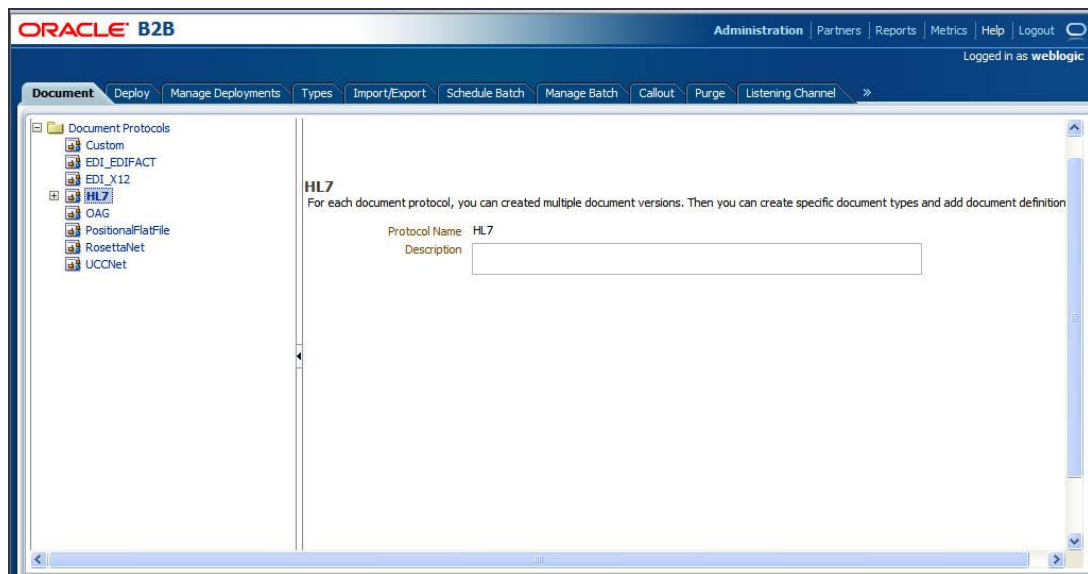 ORACLE B2B
Administration Partners Reports Metrics Help Logout
Logged in as weblogic
Document Deploy Manage Deployments Types Import/Export Schedule Batch Manage Batch Callout Purge Listening Channel »
Document Protocols
Custom
EDI_EDIFACT
EDI_X12
HL7
OAG
PositionalFlatFile
RosettaNet
UCCNet
HL7
For each document protocol, you can created multiple document versions. Then you can create specific document types and add document definition
Protocol Name HL7
Description